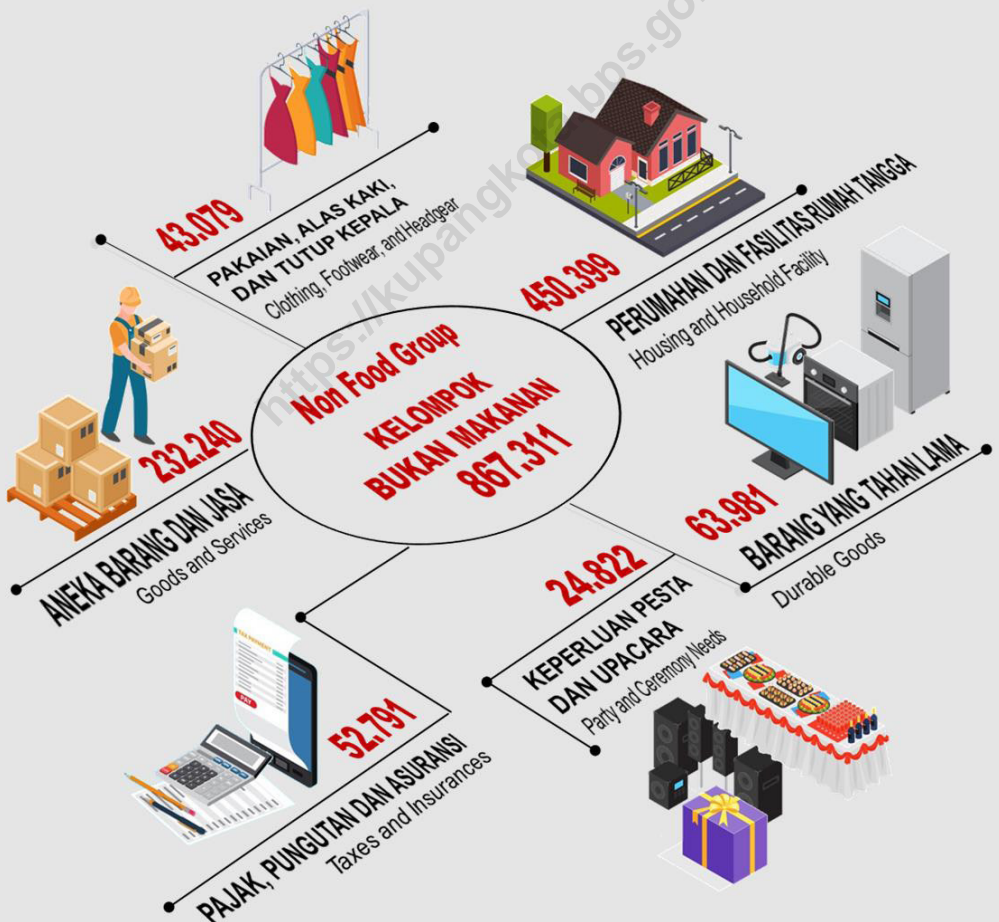 https://kupangkota.bps.go
43.079
PAKAIAN, ALAS KAKI,
DAN TUTUP KEPALA
Clothing, Footwear, and Headgear
450.399
PERUMAHAN DAN FASILITAS RUMAH TANGGA
Housing and Household Facility
Non Food Group
KELOMPOK
BUKAN MAKANAN
867.311
232.240
ANEKA BARANG DAN JASA
Goods and Services
63.981
BARANG YANG TAHAN LAMA
Durable Goods
24.822
KEPERLUAN PESTA
DAN UPACARA
Party and Ceremony Needs
TAX PAYMENT
PAY
52.791
PAJAK, PUNGUTAN DAN ASURANSI
Taxes and Insurances